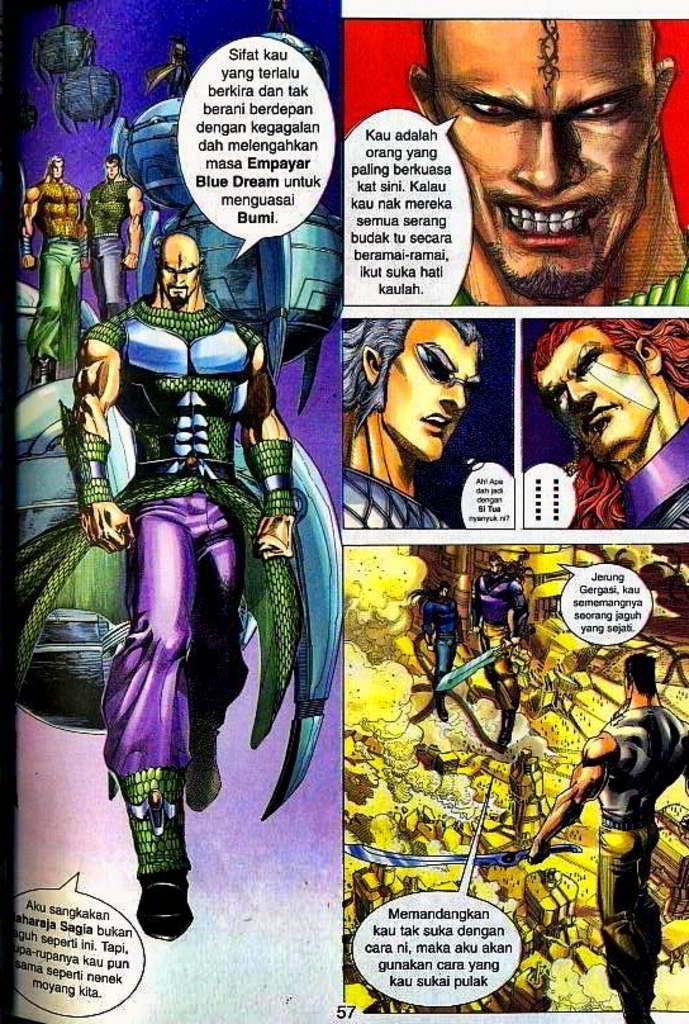 Sifat kau
yang terlalu
berkira dan tak
berani berdepan
dengan kegagalan
dah melengahkan
masa Empayar
Blue Dream untuk
menguasai
Bumi.
Aku sangkakan
aharaja Sagia bukan
aguh seperti ini. Tapi,
upa-rupanya kau pun
sama seperti nenek
moyang kita.
Kau adalah
orang yang
paling berkuasa
kat sini. Kalau
kau nak mereka
semua serang
budak tu secara
beramai-ramai,
ikut suka hati
kaulah.
Ah! Apa
dah jadi
dengan
Si Tua
nyanyuk ni?
Jerung
Gergasi, kau
sememangnya
seorang jaguh
yang sejati.
Memandangkan
kau tak suka dengan
cara ni, maka aku akan
gunakan cara yang
kau sukai pulak
57